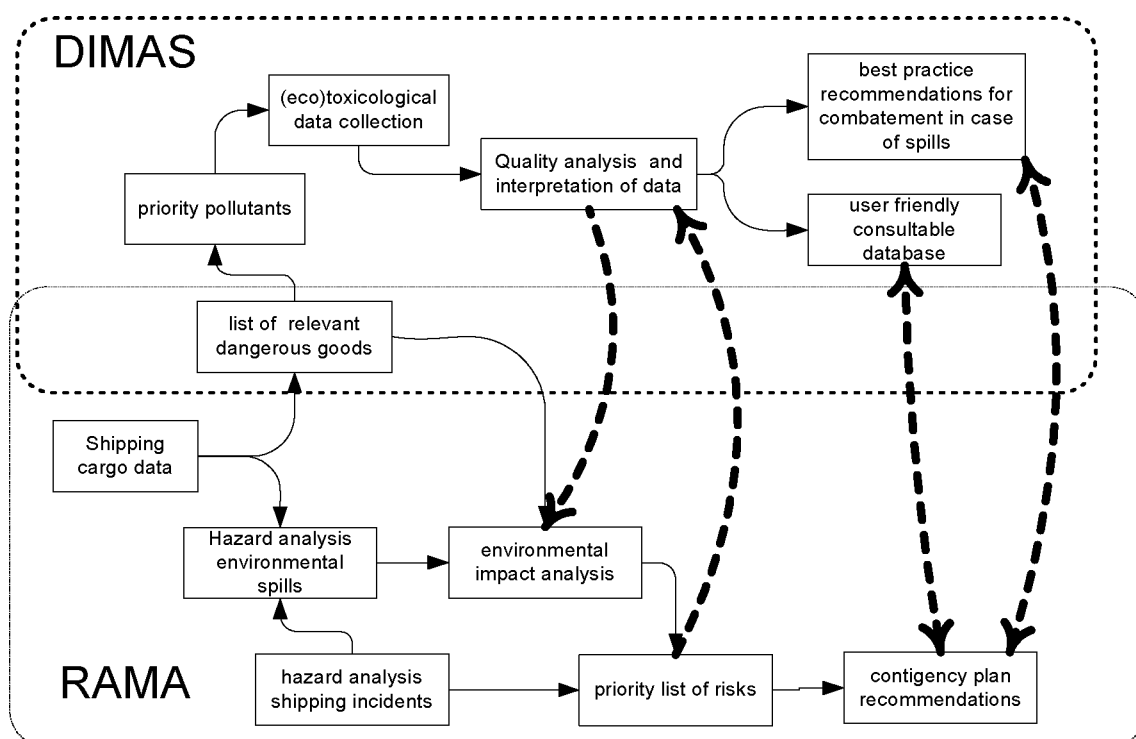 DIMAS
(eco)toxicological
data collection
best practice
recommendations for
combatement in case
of spills
Quality analysis and
interpretation of data
priority pollutants
user friendly
consultable
database
list of relevant
dangerous goods
Shipping
cargo data
Hazard analysis
environmental
spills
environmental
impact analysis
RAMA
hazard analysis
shipping incidents
priority list of risks
contigency plan
recommendations